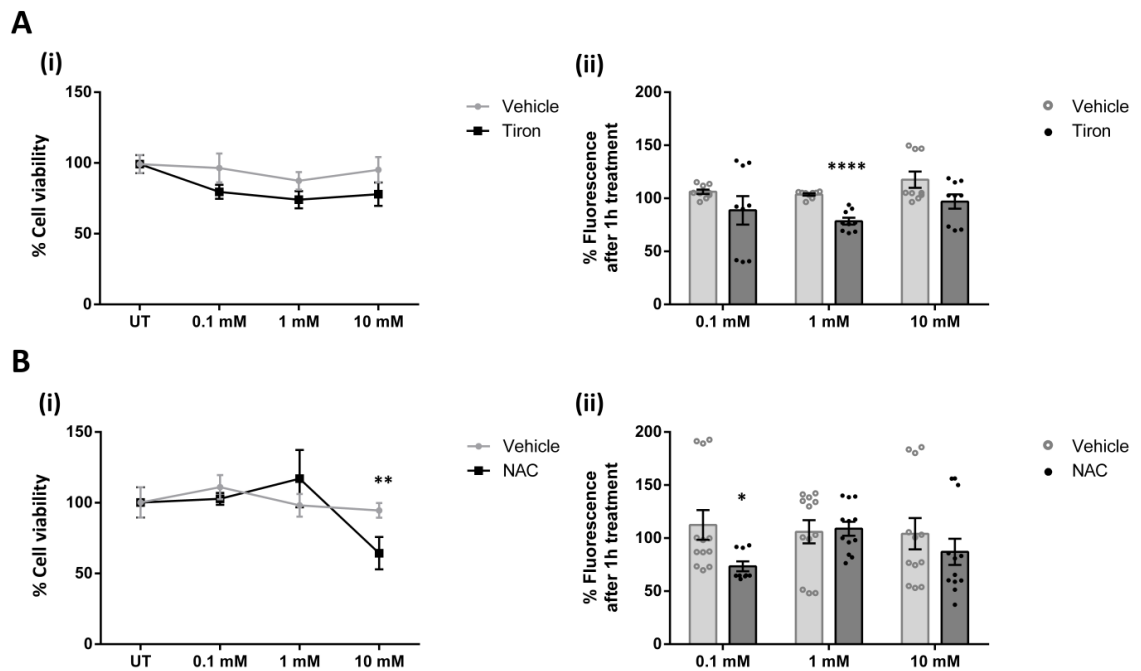 A
(i)
% Cell viability
150
100
50
0
UT 0.1 mM 1 mM 10 mM
Vehicle
Tiron
(ii)
% Fluorescence
after 1h treatment
200
150
100
50
0
****
0.1 mM 1 mM 10 mM
Vehicle
Tiron
B
(i)
% Cell viability
150
100
50
0
**
UT 0.1 mM 1 mM 10 mM
Vehicle
NAC
(ii)
% Fluorescence
after 1h treatment
200
150
100
50
0
*
0.1 mM 1 mM 10 mM
Vehicle
NAC